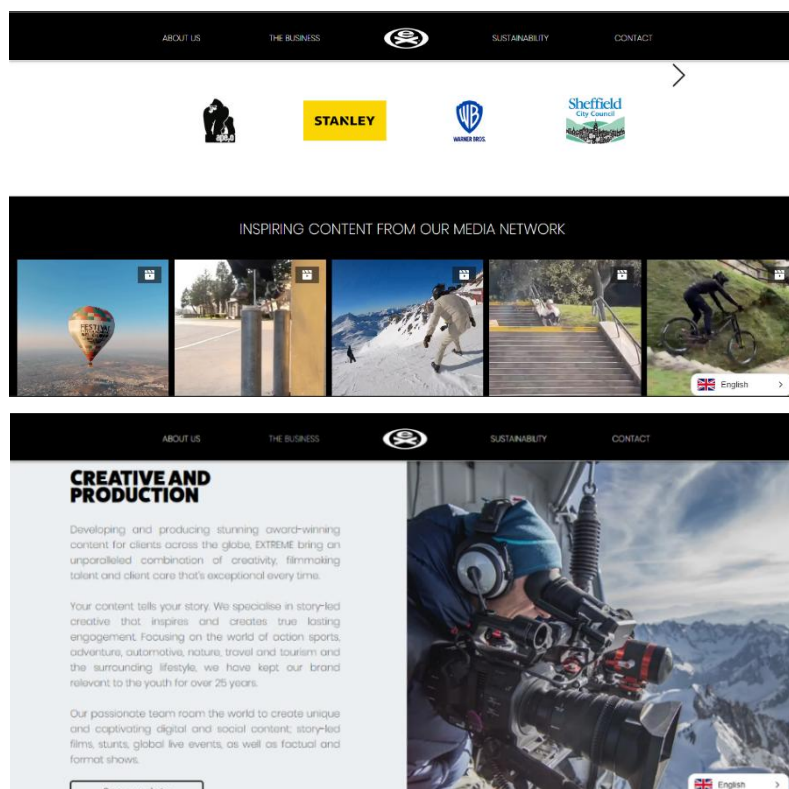 ABOUT US THE BUSINESS SUSTAINABILITY CONTACT
STANLEY
WARNER BROS.
Sheffield
City Council
INSPIRING CONTENT FROM OUR MEDIA NETWORK
FESTIVAL
English
ABOUT US THE BUSINESS SUSTAINABILITY CONTACT
CREATIVE AND
PRODUCTION
Developing and producing stunning award-winning
content for clients across the globe, EXTREME bring an
unparalleled combination of creativity, filmmaking
talent and client care that's exceptional every time.
Your content tells your story. We specialise in story-led
creative that inspires and creates true lasting
engagement. Focusing on the world of action sports,
adventure, automotive, nature, travel and tourism and
the surrounding lifestyle, we have kept our brand
relevant to the youth for over 25 years.
Our passionate team roam the world to create unique
and captivating digital and social content; story-led
films, stunts, global live events, as well as factual and
format shows.
English